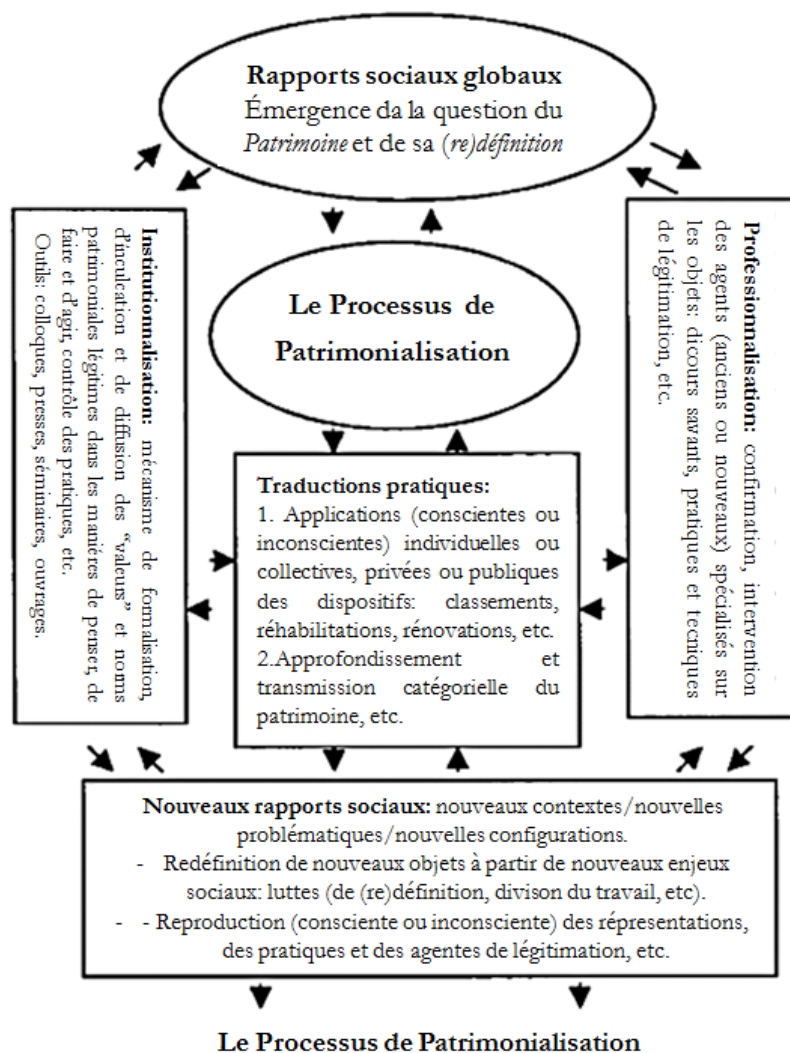 Rapports sociaux globaux
Émergence da la question du
Patrimoine et de sa (re)définition
Institutionnalisation: mécanisme de formalisation,
d'inculcation et de diffusion des "valeurs" et noms
patrimoniales légitimes dans les maniéres de penser, de
faire et d'agir, contrôle des pratiques, etc.
Outils: colloques, presses, séminaires, ouvrages.
Le Processus de
Patrimonialisation
Professionnalisation: confirmation, intervention
des agents (anciens ou nouveaux) spécialisés sur
les objets: dicours savants, pratiques et tecniques
de légitimation, etc.
Traductions pratiques:
1. Applications (conscientes ou
inconscientes) individuelles ou
collectives, privées ou publiques
des dispositifs: classements,
réhabilitations, rénovations, etc.
2.Approfondissement et
transmission catégorielle du
patrimoine, etc.
Nouveaux rapports sociaux: nouveaux contextes/nouvelles
problématiques/nouvelles configurations.
- Redéfinition de nouveaux objets à partir de nouveaux enjeux
sociaux: luttes (de (re)définition, divison du travail, etc).
- - Reproduction (consciente ou inconsciente) des réprésentations,
des pratiques et des agentes de légitimation, etc.
Le Processus de Patrimonialisation